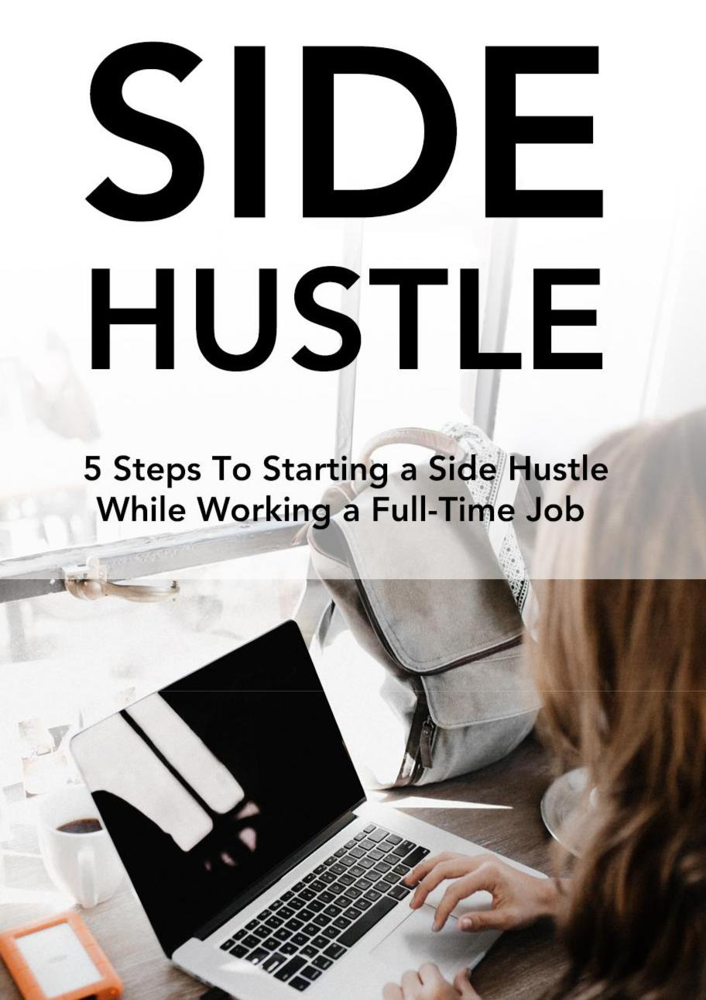 SIDE
HUSTLE
5 Steps To Starting a Side Hustle
While Working a Full-Time Job